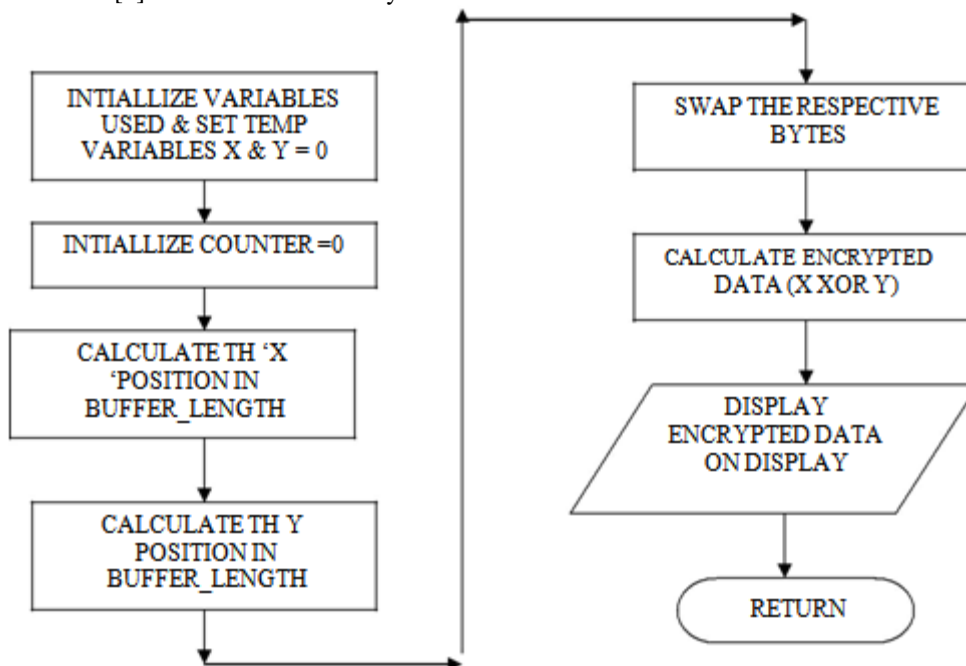 INTIALLIZE VARIABLES
USED & SET TEMP
VARIABLES X & Y = 0
INTIALLIZE COUNTER =0
CALCULATE TH ‘X
‘POSITION IN
BUFFER_LENGTH
CALCULATE TH Y
POSITION IN
BUFFER_LENGTH
SWAP THE RESPECTIVE
BYTES
CALCULATE ENCRYPTED
DATA (X XOR Y)
DISPLAY
ENCRYPTED DATA
ON DISPLAY
RETURN